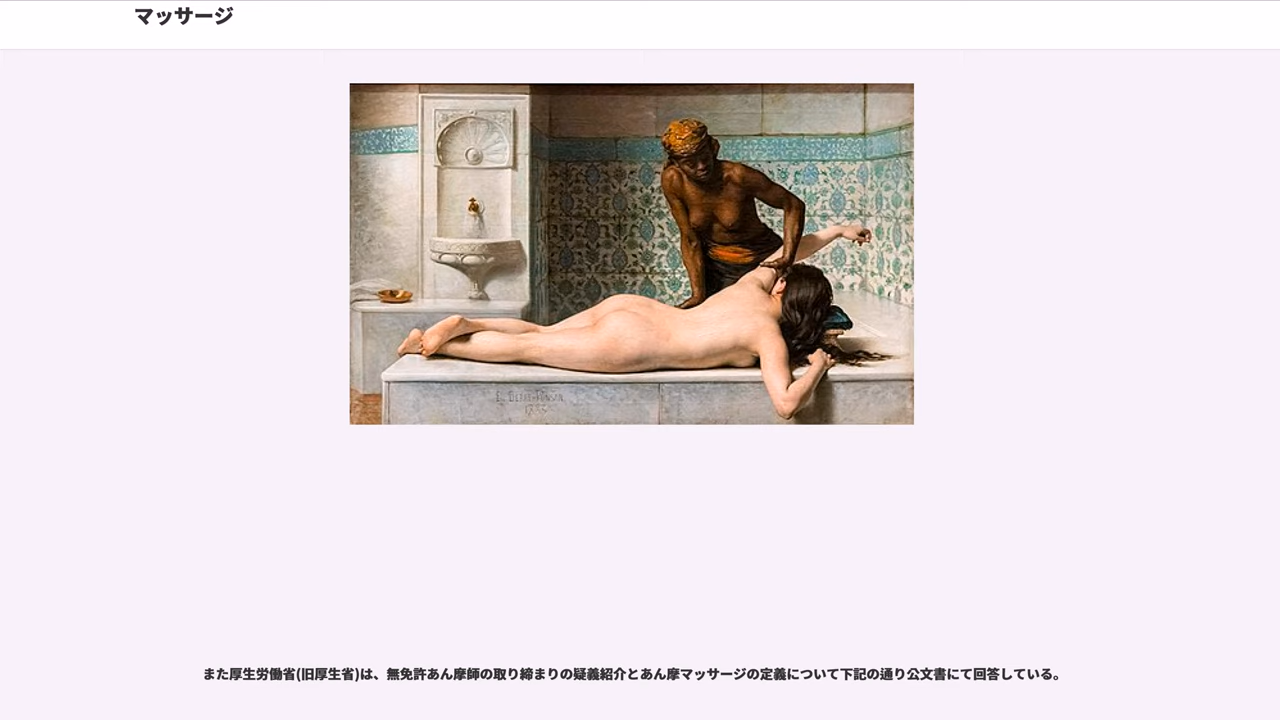 マッサージ
また厚生労働省(旧厚生省)は、無免許あん摩師の取り締まりの疑義紹介とあん摩マッサージの定義について下記の通り公文書にて回答している。